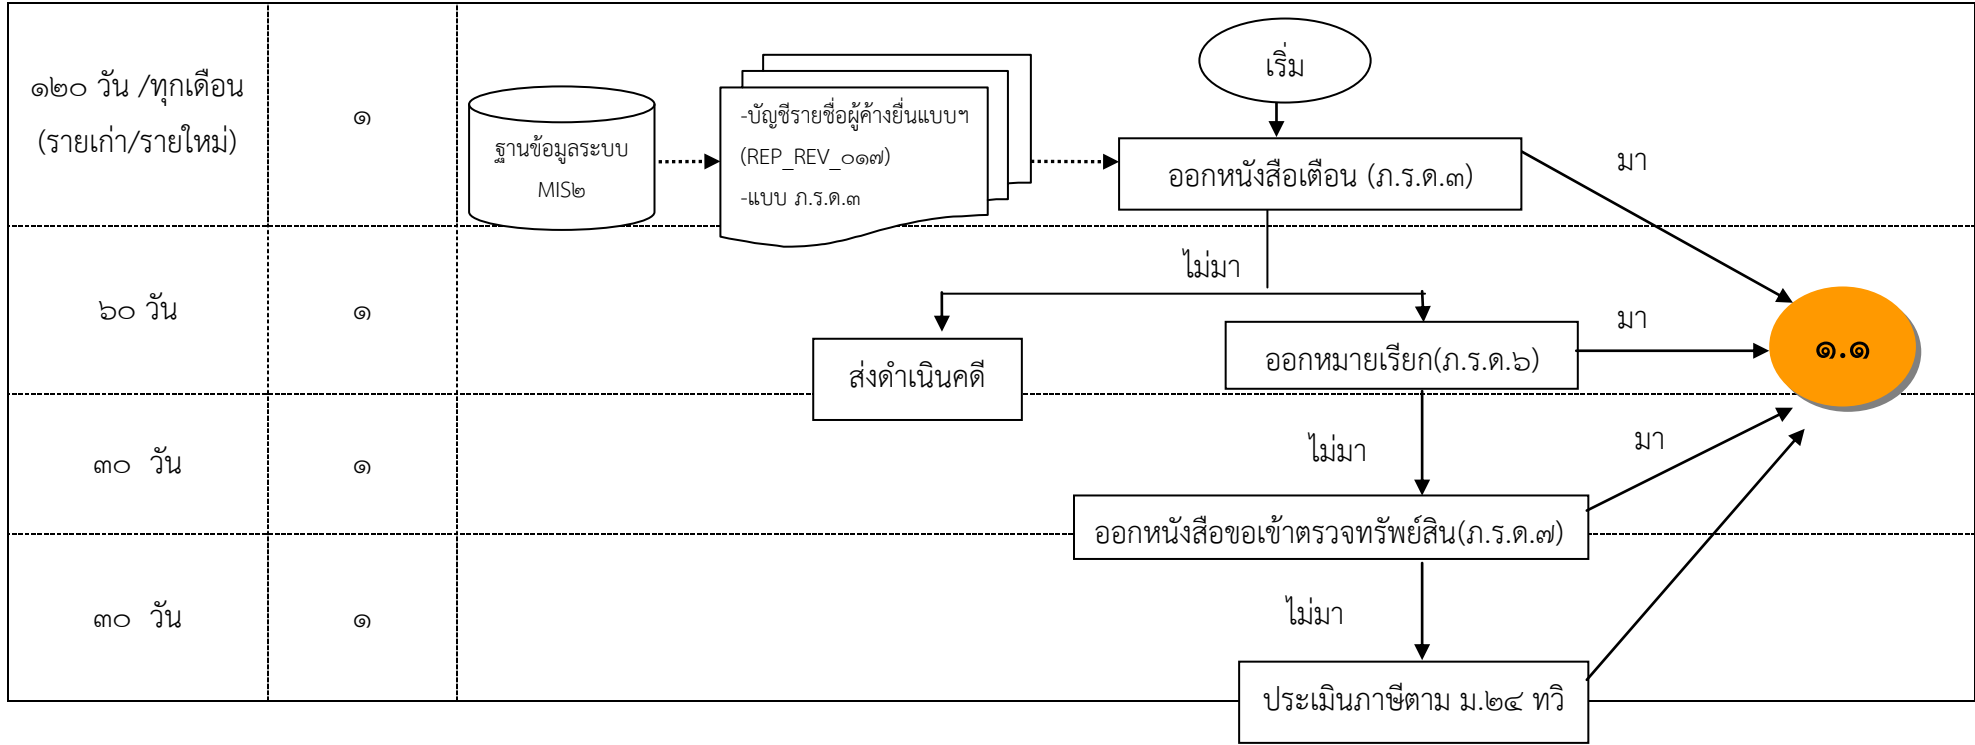 ๑๒๐ วัน /ทุกเดือน
(รายเก่า/รายใหม่)
๑
ฐานข้อมูลระบบ
MIS๒
-บัญชีรายชื่อผู้ค้างยื่นแบบฯ
(REP_REV_๐๑๗)
-แบบ ภ.ร.ด.๓
เริ่ม
ออกหนังสือเตือน (ภ.ร.ด.๓)
มา
๖๐ วัน
๑
ไม่มา
ส่งดำเนินคดี
ออกหมายเรียก(ภ.ร.ด.๖)
มา
๑.๑
๓๐ วัน
๑
ไม่มา
มา
ออกหนังสือขอเข้าตรวจทรัพย์สิน(ภ.ร.ด.๗)
๓๐ วัน
๑
ไม่มา
ประเมินภาษีตาม ม.๒๔ ทวิ